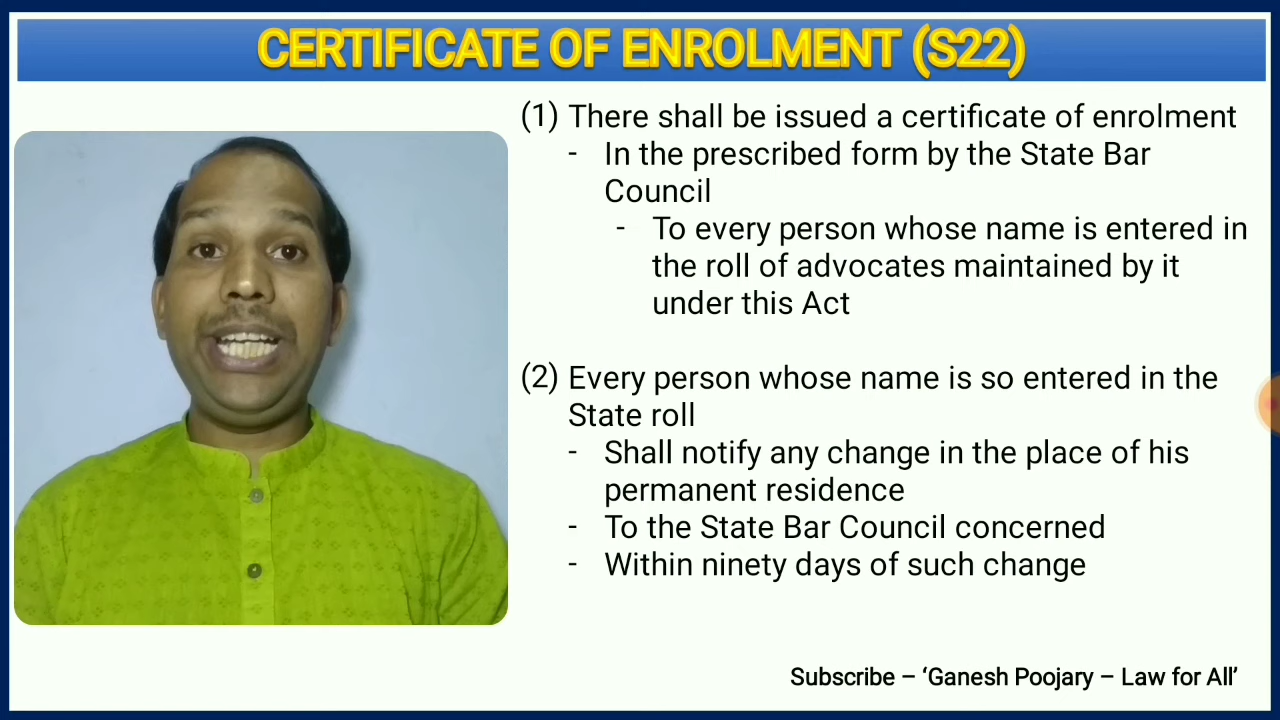 CERTIFICATE OF ENROLMENT (S22)
(1) There shall be issued a certificate of enrolment
- In the prescribed form by the State Bar
Council
- To every person whose name is entered in
the roll of advocates maintained by it
under this Act
(2) Every person whose name is so entered in the
State roll
- Shall notify any change in the place of his
permanent residence
- To the State Bar Council concerned
- Within ninety days of such change
Subscribe – ‘Ganesh Poojary – Law for All’